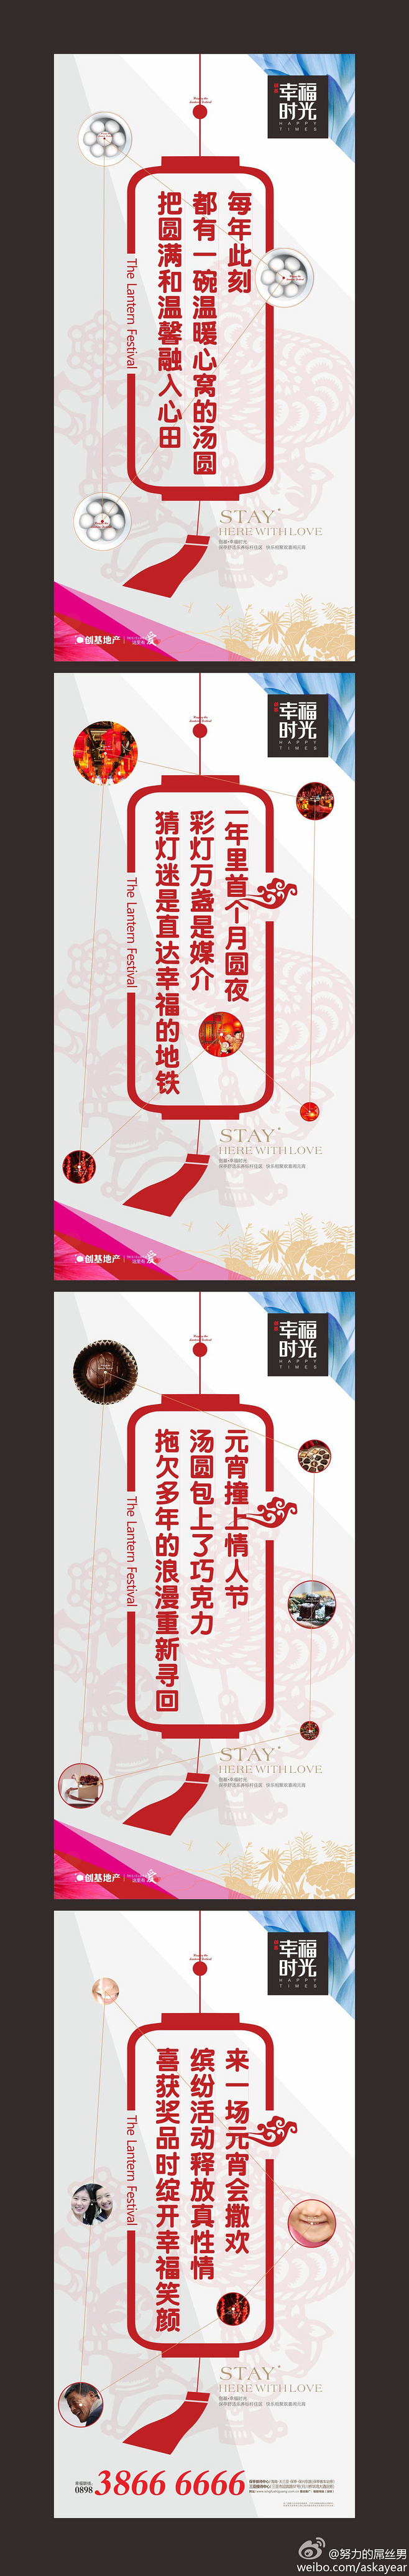 幸福
时光
HAPPY
TIMES
每年此刻
都有一碗温暖心窝的汤圆
把圆满和温馨融入心田
The Lantern Festival
STAY
HERE WITH LOVE
创基地产
幸福
时光
HAPPY
TIMES
一年里首个月圆夜
彩灯万盏是媒介
猜灯迷是直达幸福的地铁
The Lantern Festival
STAY
HERE WITH LOVE
创基地产
幸福
时光
HAPPY
TIMES
元宵撞上情人节
汤圆包上了巧克力
拖欠多年的浪漫重新寻回
The Lantern Festival
STAY
HERE WITH LOVE
创基地产
幸福
时光
HAPPY
TIMES
来一场元宵会撒欢
缤纷活动释放真性情
喜获奖品时绽开幸福笑颜
The Lantern Festival
STAY
HERE WITH LOVE
幸福热线:
0898 3866 6666
@努力的屌丝男
weibo.com/askayear